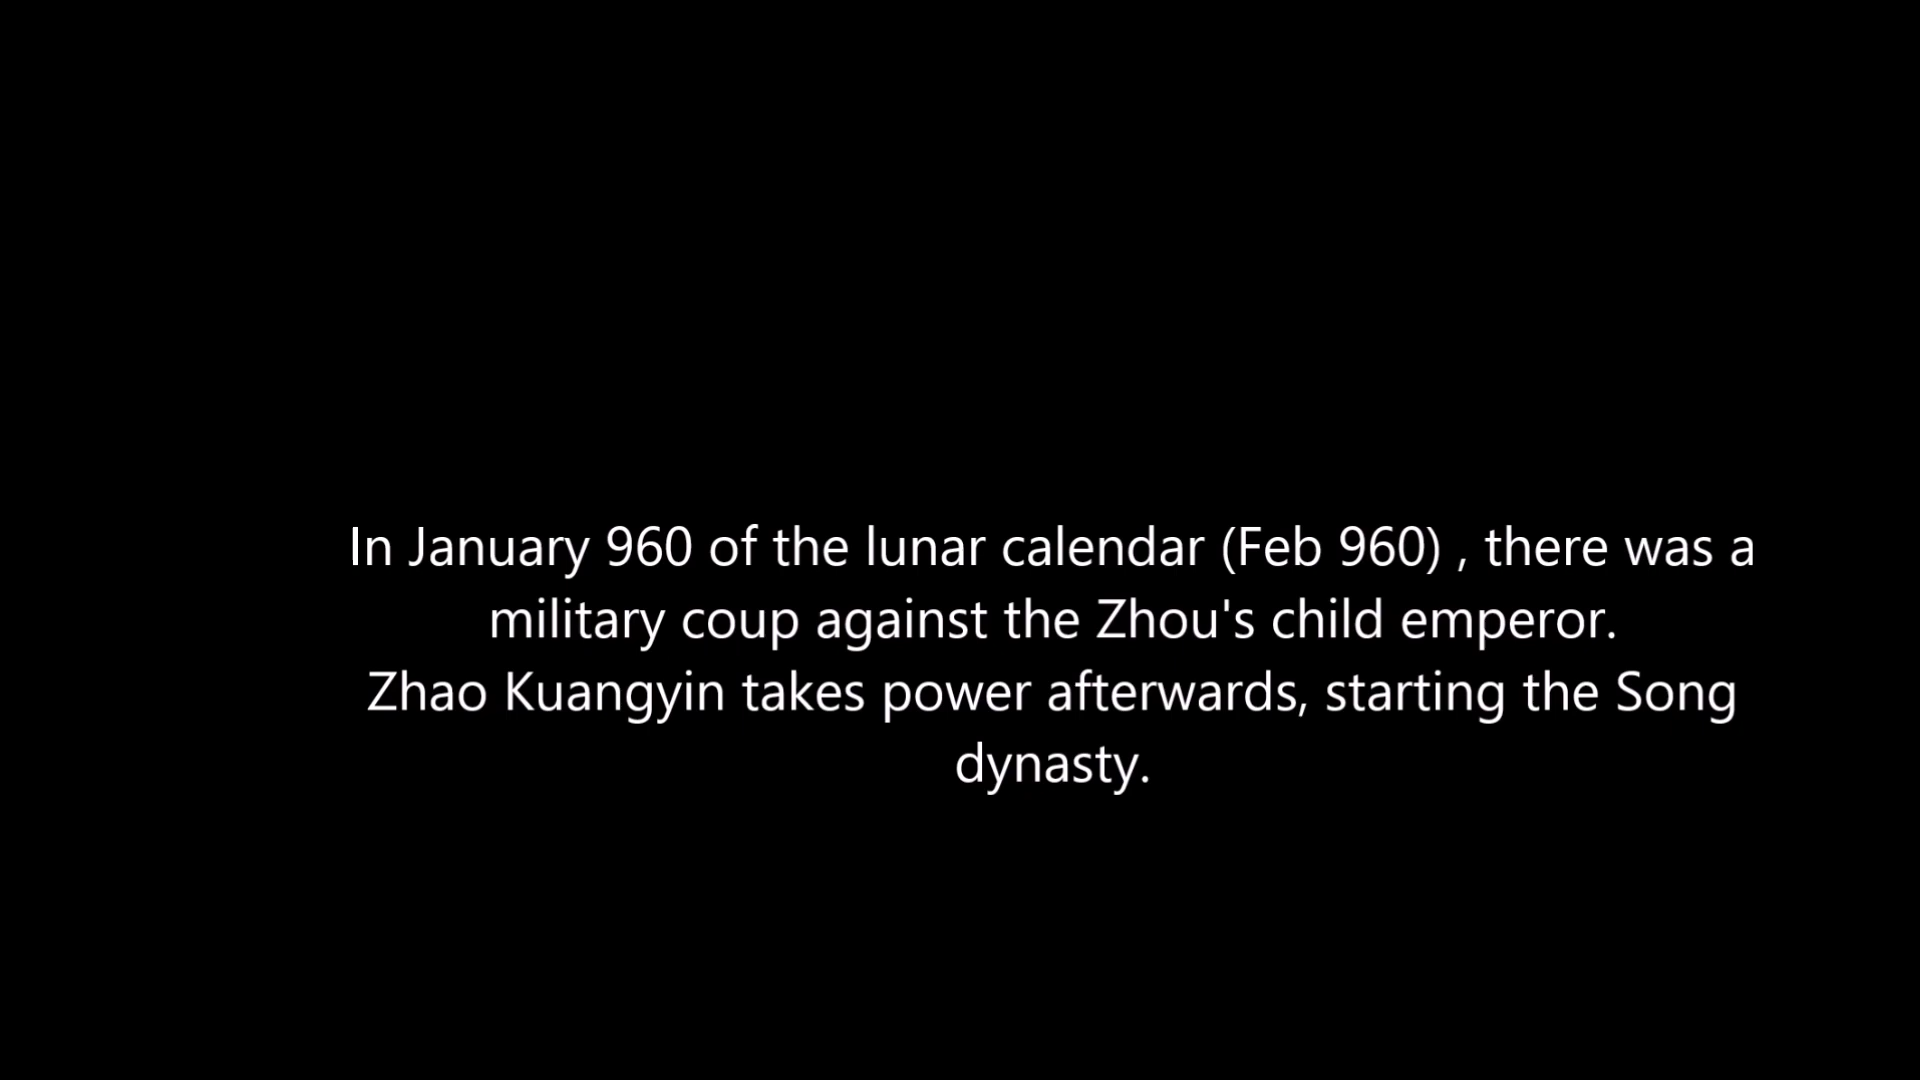 In January 960 of the lunar calendar (Feb 960) , there was a
military coup against the Zhou's child emperor.
Zhao Kuangyin takes power afterwards, starting the Song
dynasty.